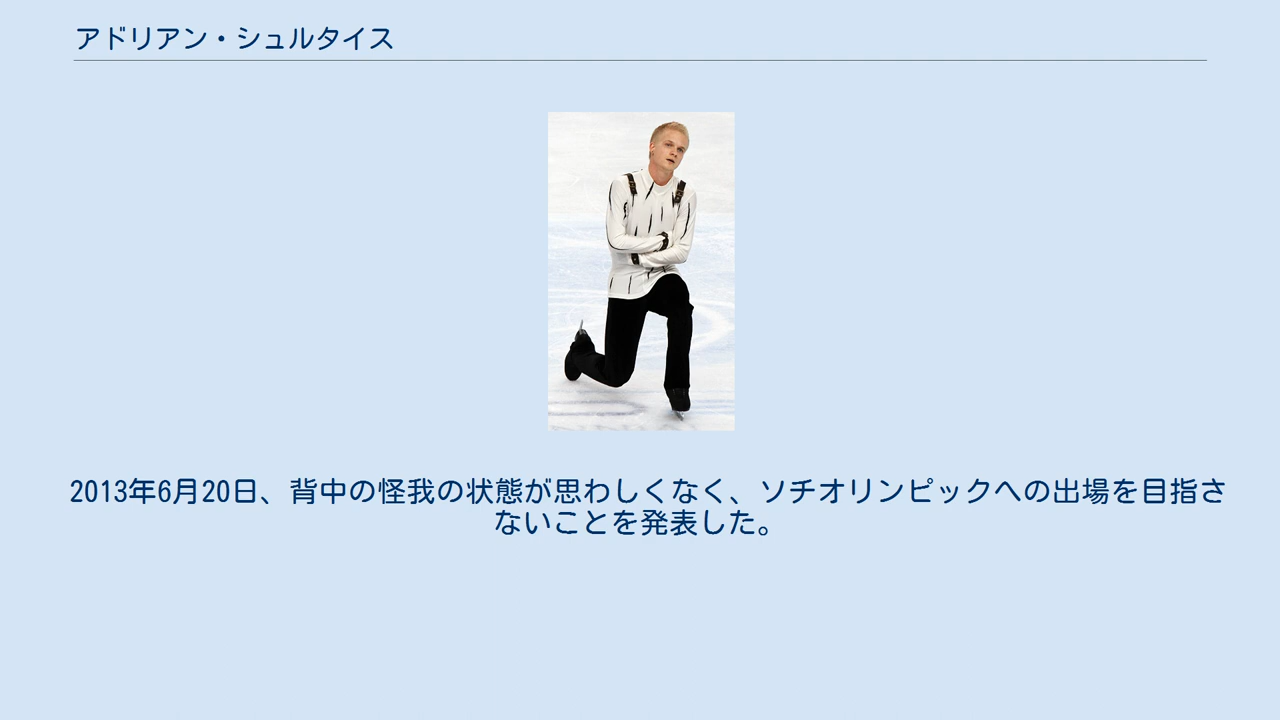 アドリアン・シュルタイス
2013年6月20日、背中の怪我の状態が思わしくなく、ソチオリンピックへの出場を目指さ
ないことを発表した。